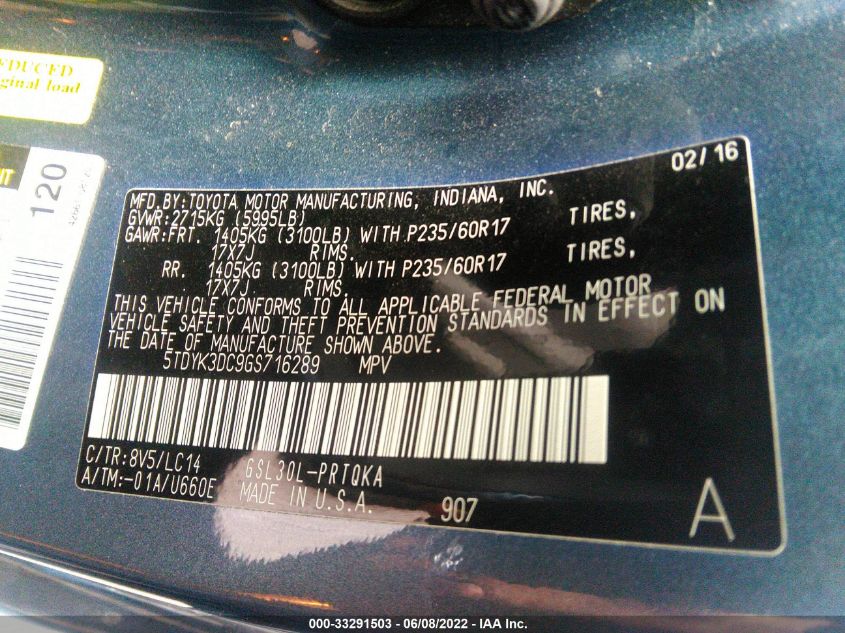 EDUCED
ginal load
120
02/16
MFD.BY:TOYOTA MOTOR MANUFACTURING, INDIANA, INC.
GVWR:2715KG (5995LB)
GAWR:FRT. 1405KG (3100LB) WITH P235/60R17 TIRES,
17X7J RIMS.
RR. 1405KG (3100LB) WITH P235/60R17 TIRES,
17X7J RIMS.
THIS VEHICLE CONFORMS TO ALL APPLICABLE FEDERAL MOTOR
VEHICLE SAFETY AND THEFT PREVENTION STANDARDS IN EFFECT ON
THE DATE OF MANUFACTURE SHOWN ABOVE.
5TDYK3DC9GS716289 MPV
C/TR:8V5/LC14 GSL30L-PRTQKA
A/TM:-01A/U660E MADE IN U.S.A.
907
A
000-33291503 - 06/08/2022 - IAA Inc.